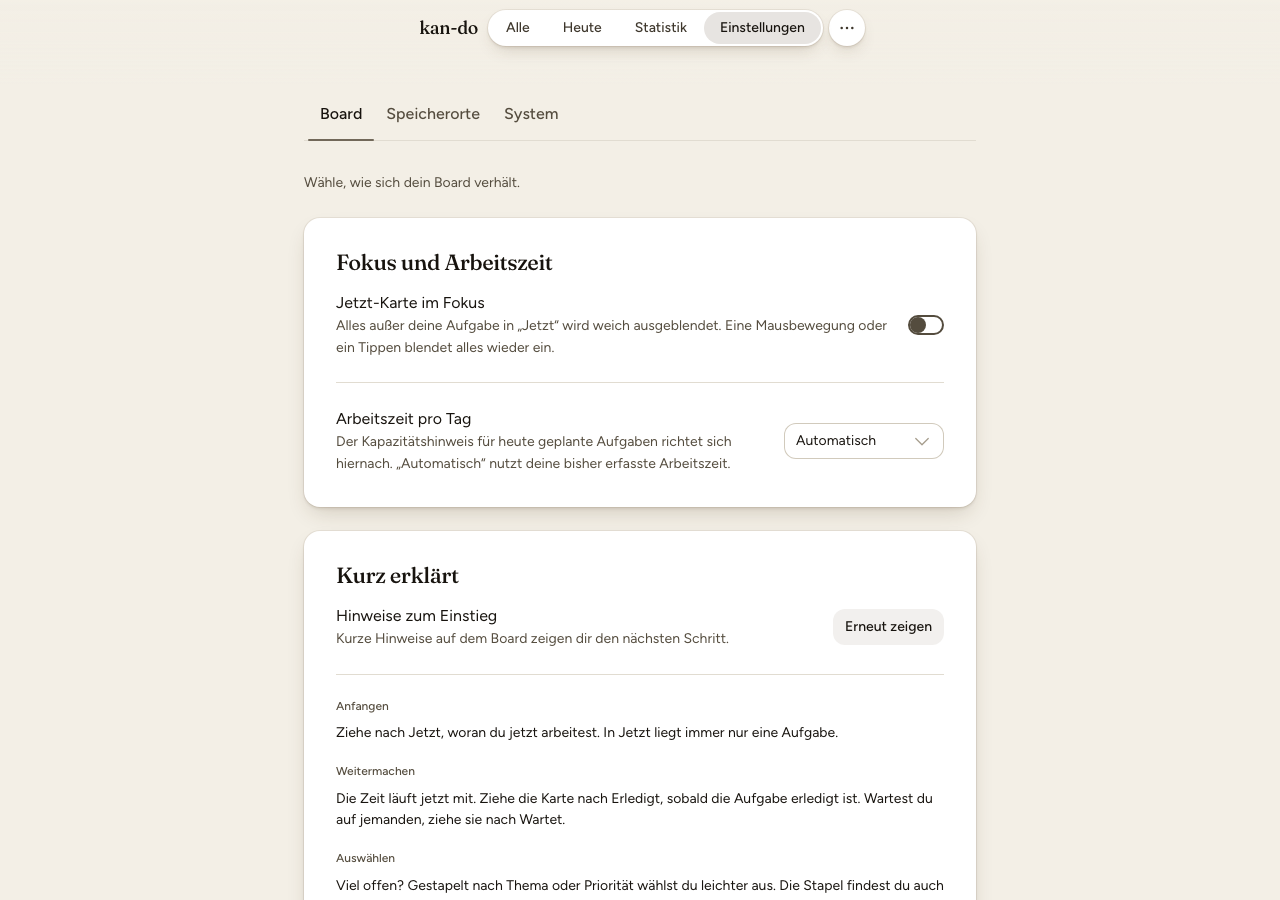 kan-do
Alle
Heute
Statistik
Einstellungen
Board
Speicherorte
System
Wähle, wie sich dein Board verhält.
Fokus und Arbeitszeit
Jetzt-Karte im Fokus
Alles außer deine Aufgabe in „Jetzt“ wird weich ausgeblendet. Eine Mausbewegung oder
ein Tippen blendet alles wieder ein.
Arbeitszeit pro Tag
Der Kapazitätshinweis für heute geplante Aufgaben richtet sich
hiernach. „Automatisch“ nutzt deine bisher erfasste Arbeitszeit.
Automatisch
Kurz erklärt
Hinweise zum Einstieg
Kurze Hinweise auf dem Board zeigen dir den nächsten Schritt.
Erneut zeigen
Anfangen
Ziehe nach Jetzt, woran du jetzt arbeitest. In Jetzt liegt immer nur eine Aufgabe.
Weitermachen
Die Zeit läuft jetzt mit. Ziehe die Karte nach Erledigt, sobald die Aufgabe erledigt ist. Wartest du
auf jemanden, ziehe sie nach Wartet.
Auswählen
Viel offen? Gestapelt nach Thema oder Priorität wählst du leichter aus. Die Stapel findest du auch